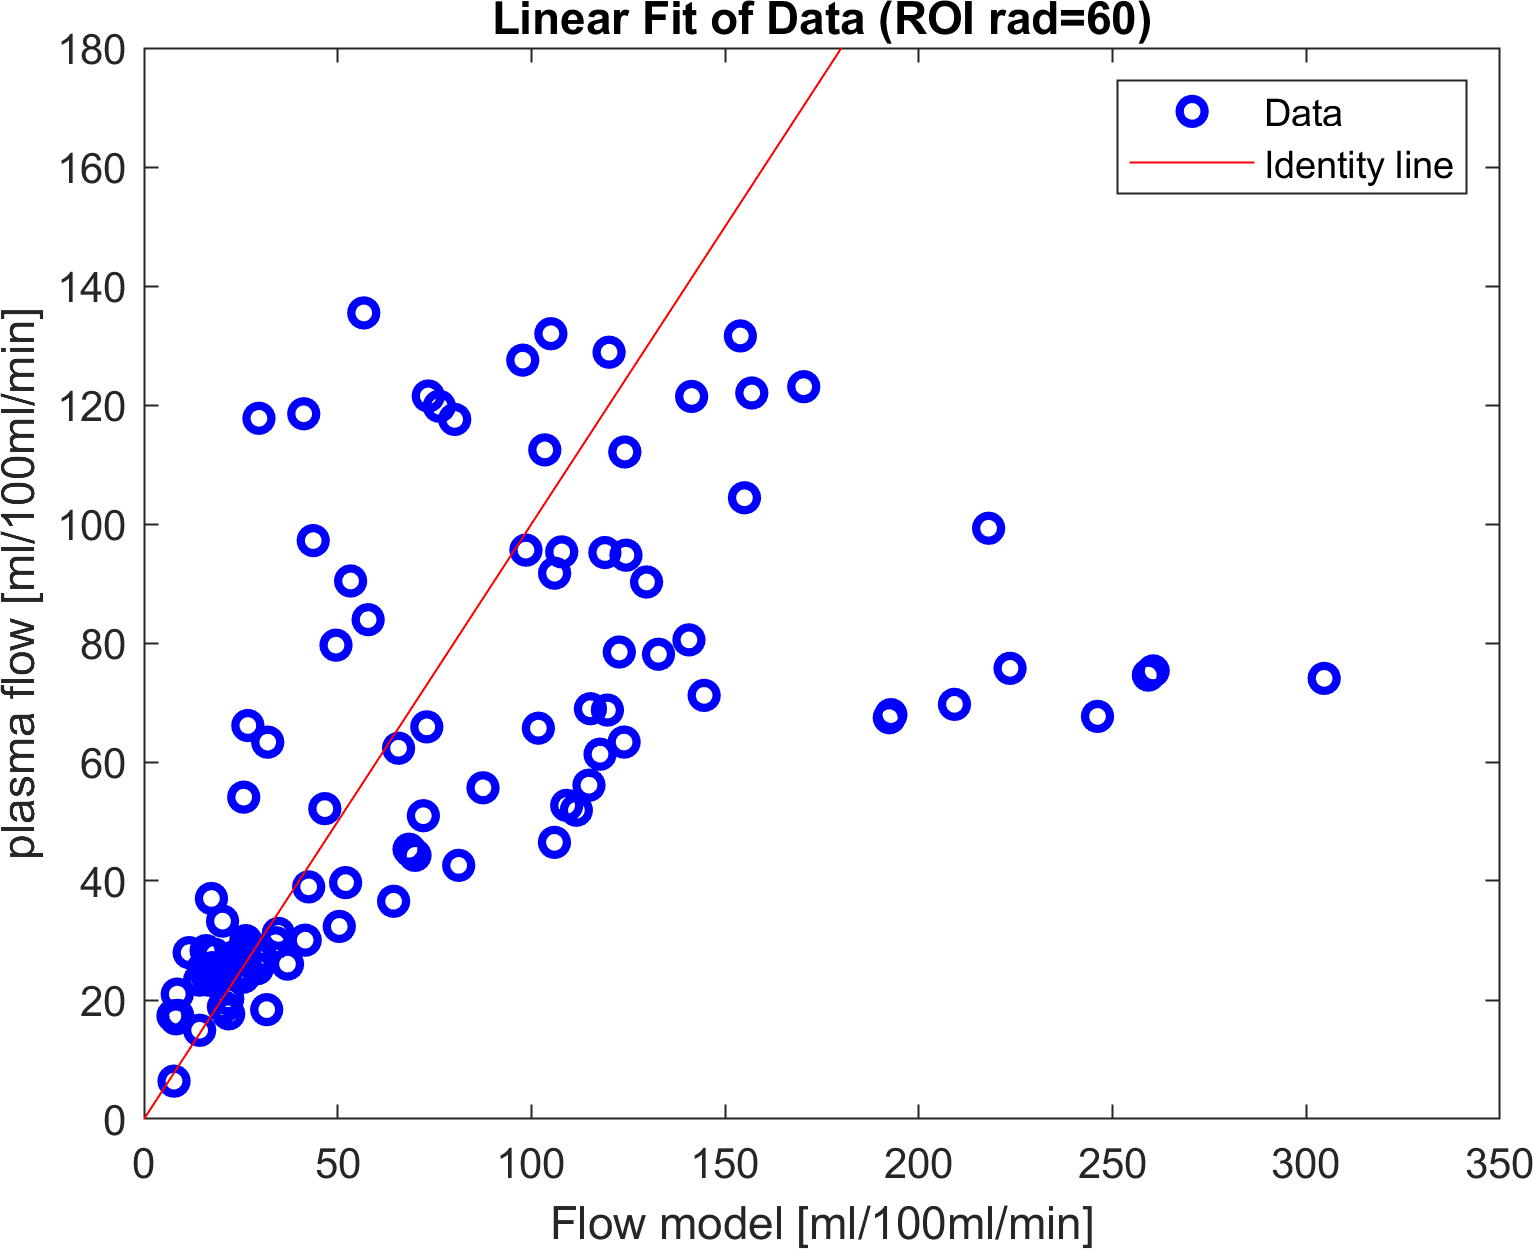 Linear Fit of Data (ROI rad=60)
180
160
140
120
100
80
60
40
20
0
plasma flow [ml/100ml/min]
Data
Identity line
0 50 100 150 200 250 300 350
Flow model [ml/100ml/min]